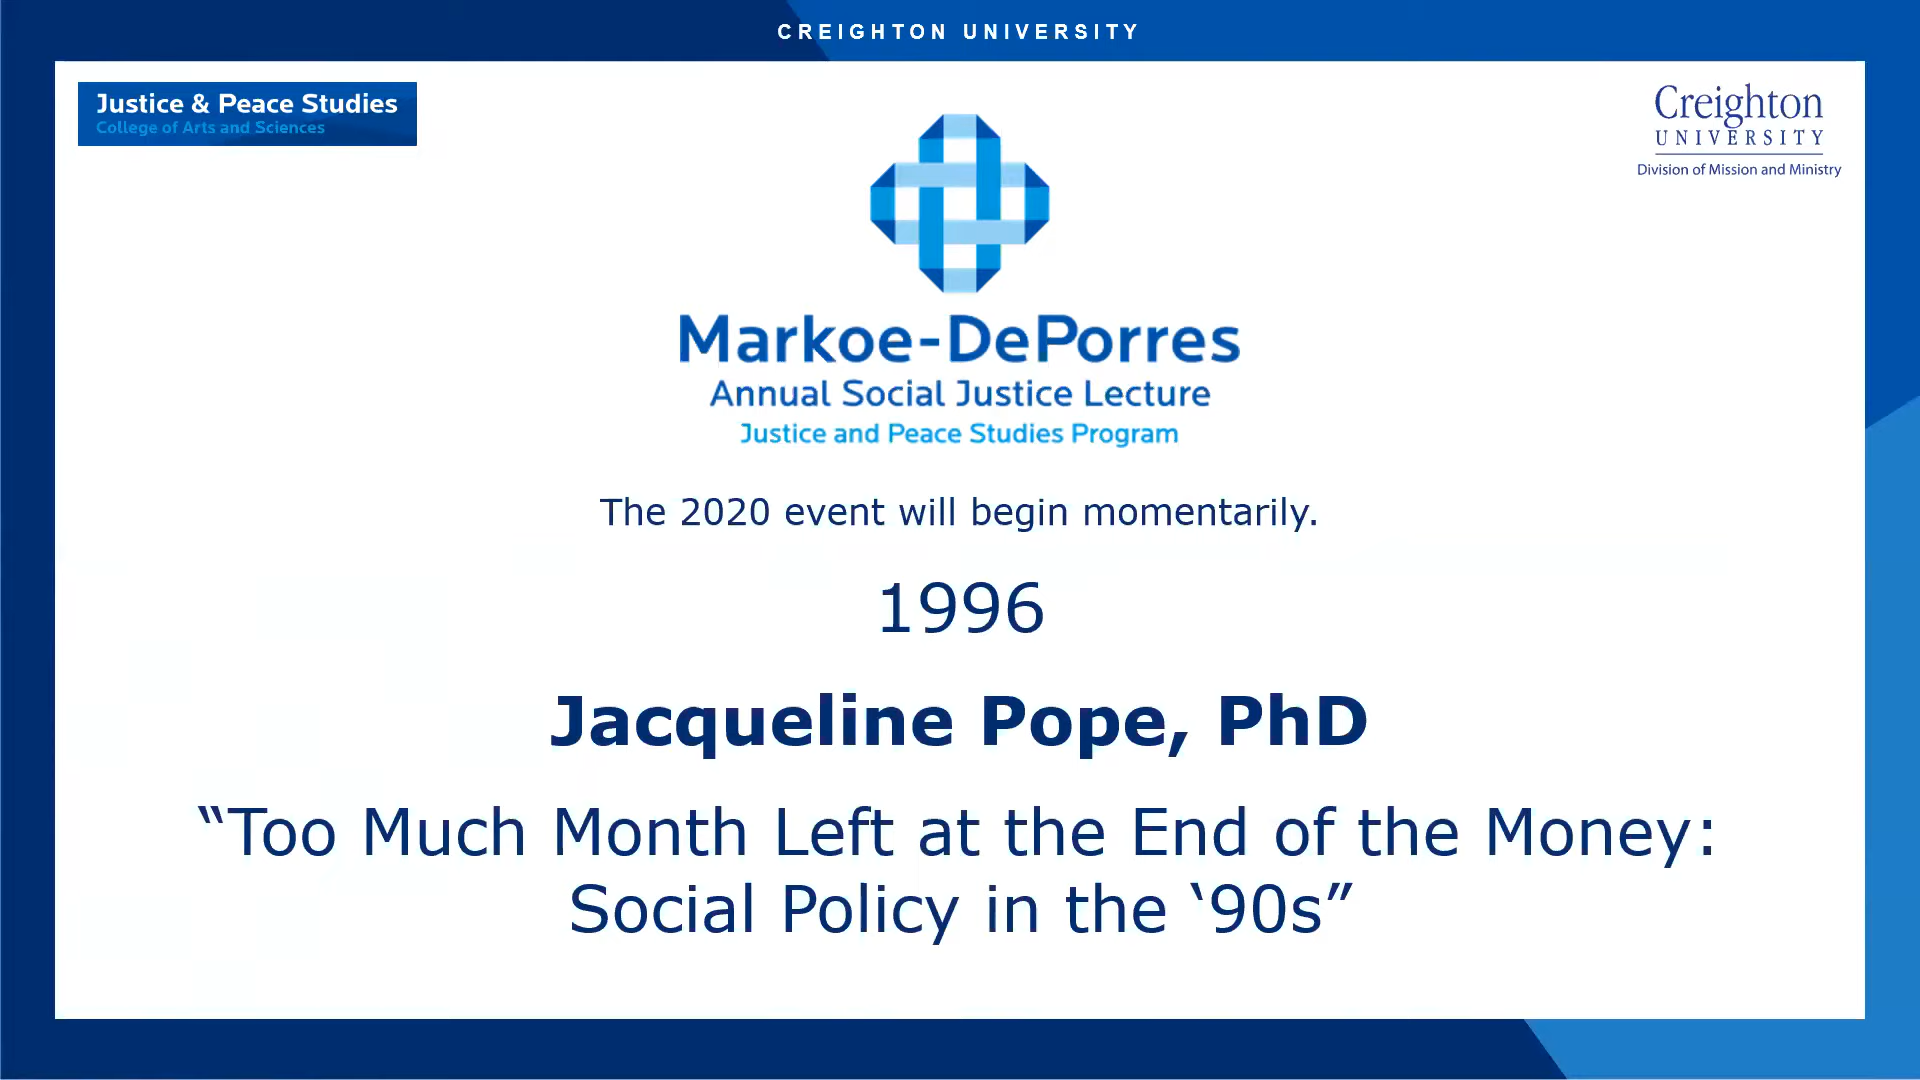 CREIGHTON UNIVERSITY
Justice & Peace Studies
College of Arts and Sciences
Creighton
UNIVERSITY
Division of Mission and Ministry
Markoe-DePorres
Annual Social Justice Lecture
Justice and Peace Studies Program
The 2020 event will begin momentarily.
1996
Jacqueline Pope, PhD
“Too Much Month Left at the End of the Money:
Social Policy in the ‘90s”